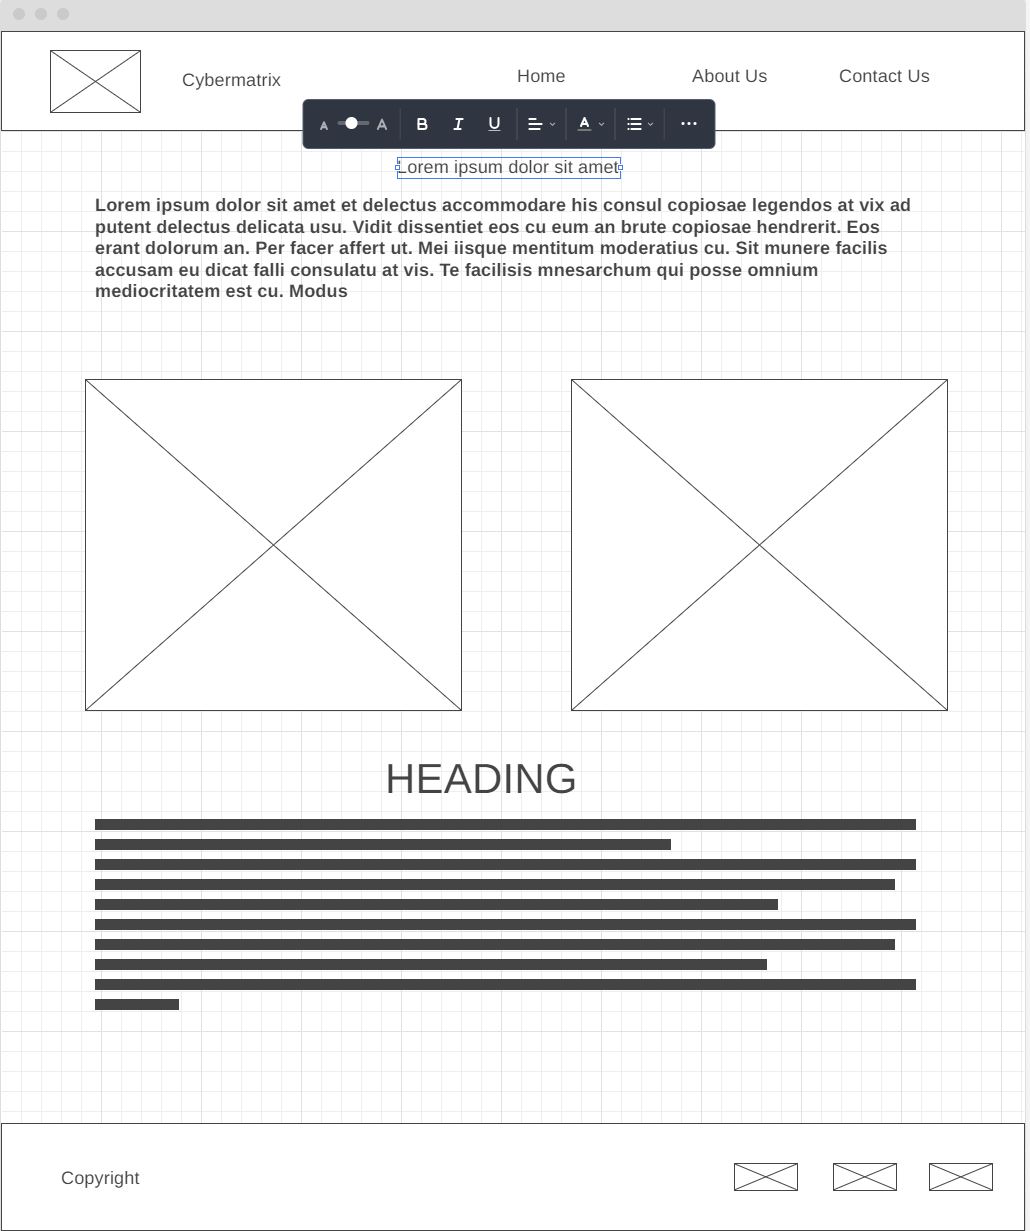 Cybermatrix
Home
About Us
Contact Us
A A B I U A
Lorem ipsum dolor sit amet
Lorem ipsum dolor sit amet et delectus accommodare his consul copiosae legendos at vix ad
putent delectus delicata usu. Vidit dissentiet eos cu eum an brute copiosae hendrerit. Eos
erant dolorum an. Per facer affert ut. Mei iisque mentitum moderatius cu. Sit munere facilis
accusam eu dicat falli consulatu at vis. Te facilisis mnesarchum qui posse omnium
mediocritatem est cu. Modus
HEADING
Copyright